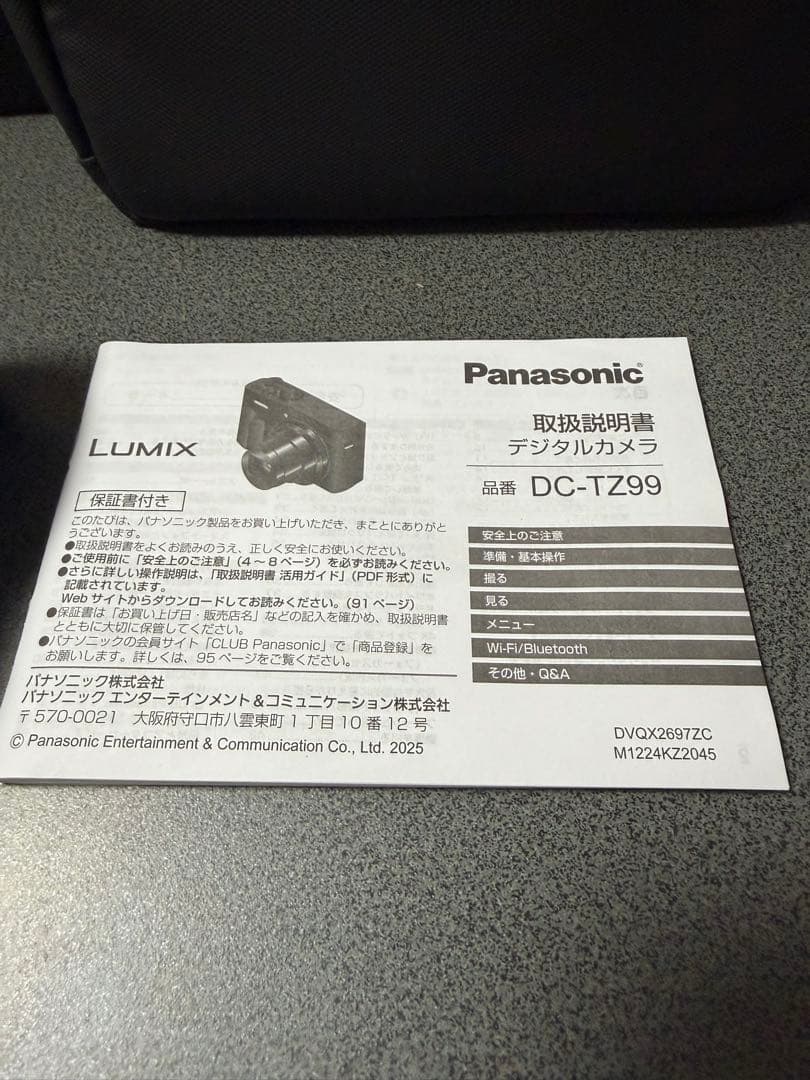 Panasonic
取扱説明書
デジタルカメラ
品番 DC-TZ99
LUMIX
保証書付き
このたびは、パナソニック製品をお買い上げいただき、まことにありがと
うございます。
●取扱説明書をよくお読みのうえ、正しく安全にお使いください。
●ご使用前に「安全上のご注意」(4～8ページ)を必ずお読みください。
●さらに詳しい操作説明は、「取扱説明書 活用ガイド」(PDF形式)に
記載されています。
Webサイトからダウンロードしてお読みください。(91ページ)
●保証書は「お買い上げ日・販売店名」などの記入を確かめ、取扱説明書
とともに大切に保管してください。
●パナソニックの会員サイト「CLUB Panasonic」で「商品登録」を
お願いします。詳しくは、95ページをご覧ください。
パナソニック株式会社
パナソニック エンターテインメント＆コミュニケーション株式会社
〒570-0021 大阪府守口市八雲東町1丁目10番12号
© Panasonic Entertainment & Communication Co., Ltd. 2025
安全上のご注意
準備・基本操作
撮る
見る
メニュー
Wi-Fi/Bluetooth
その他・Q&A
DVQX2697ZC
M1224KZ2045